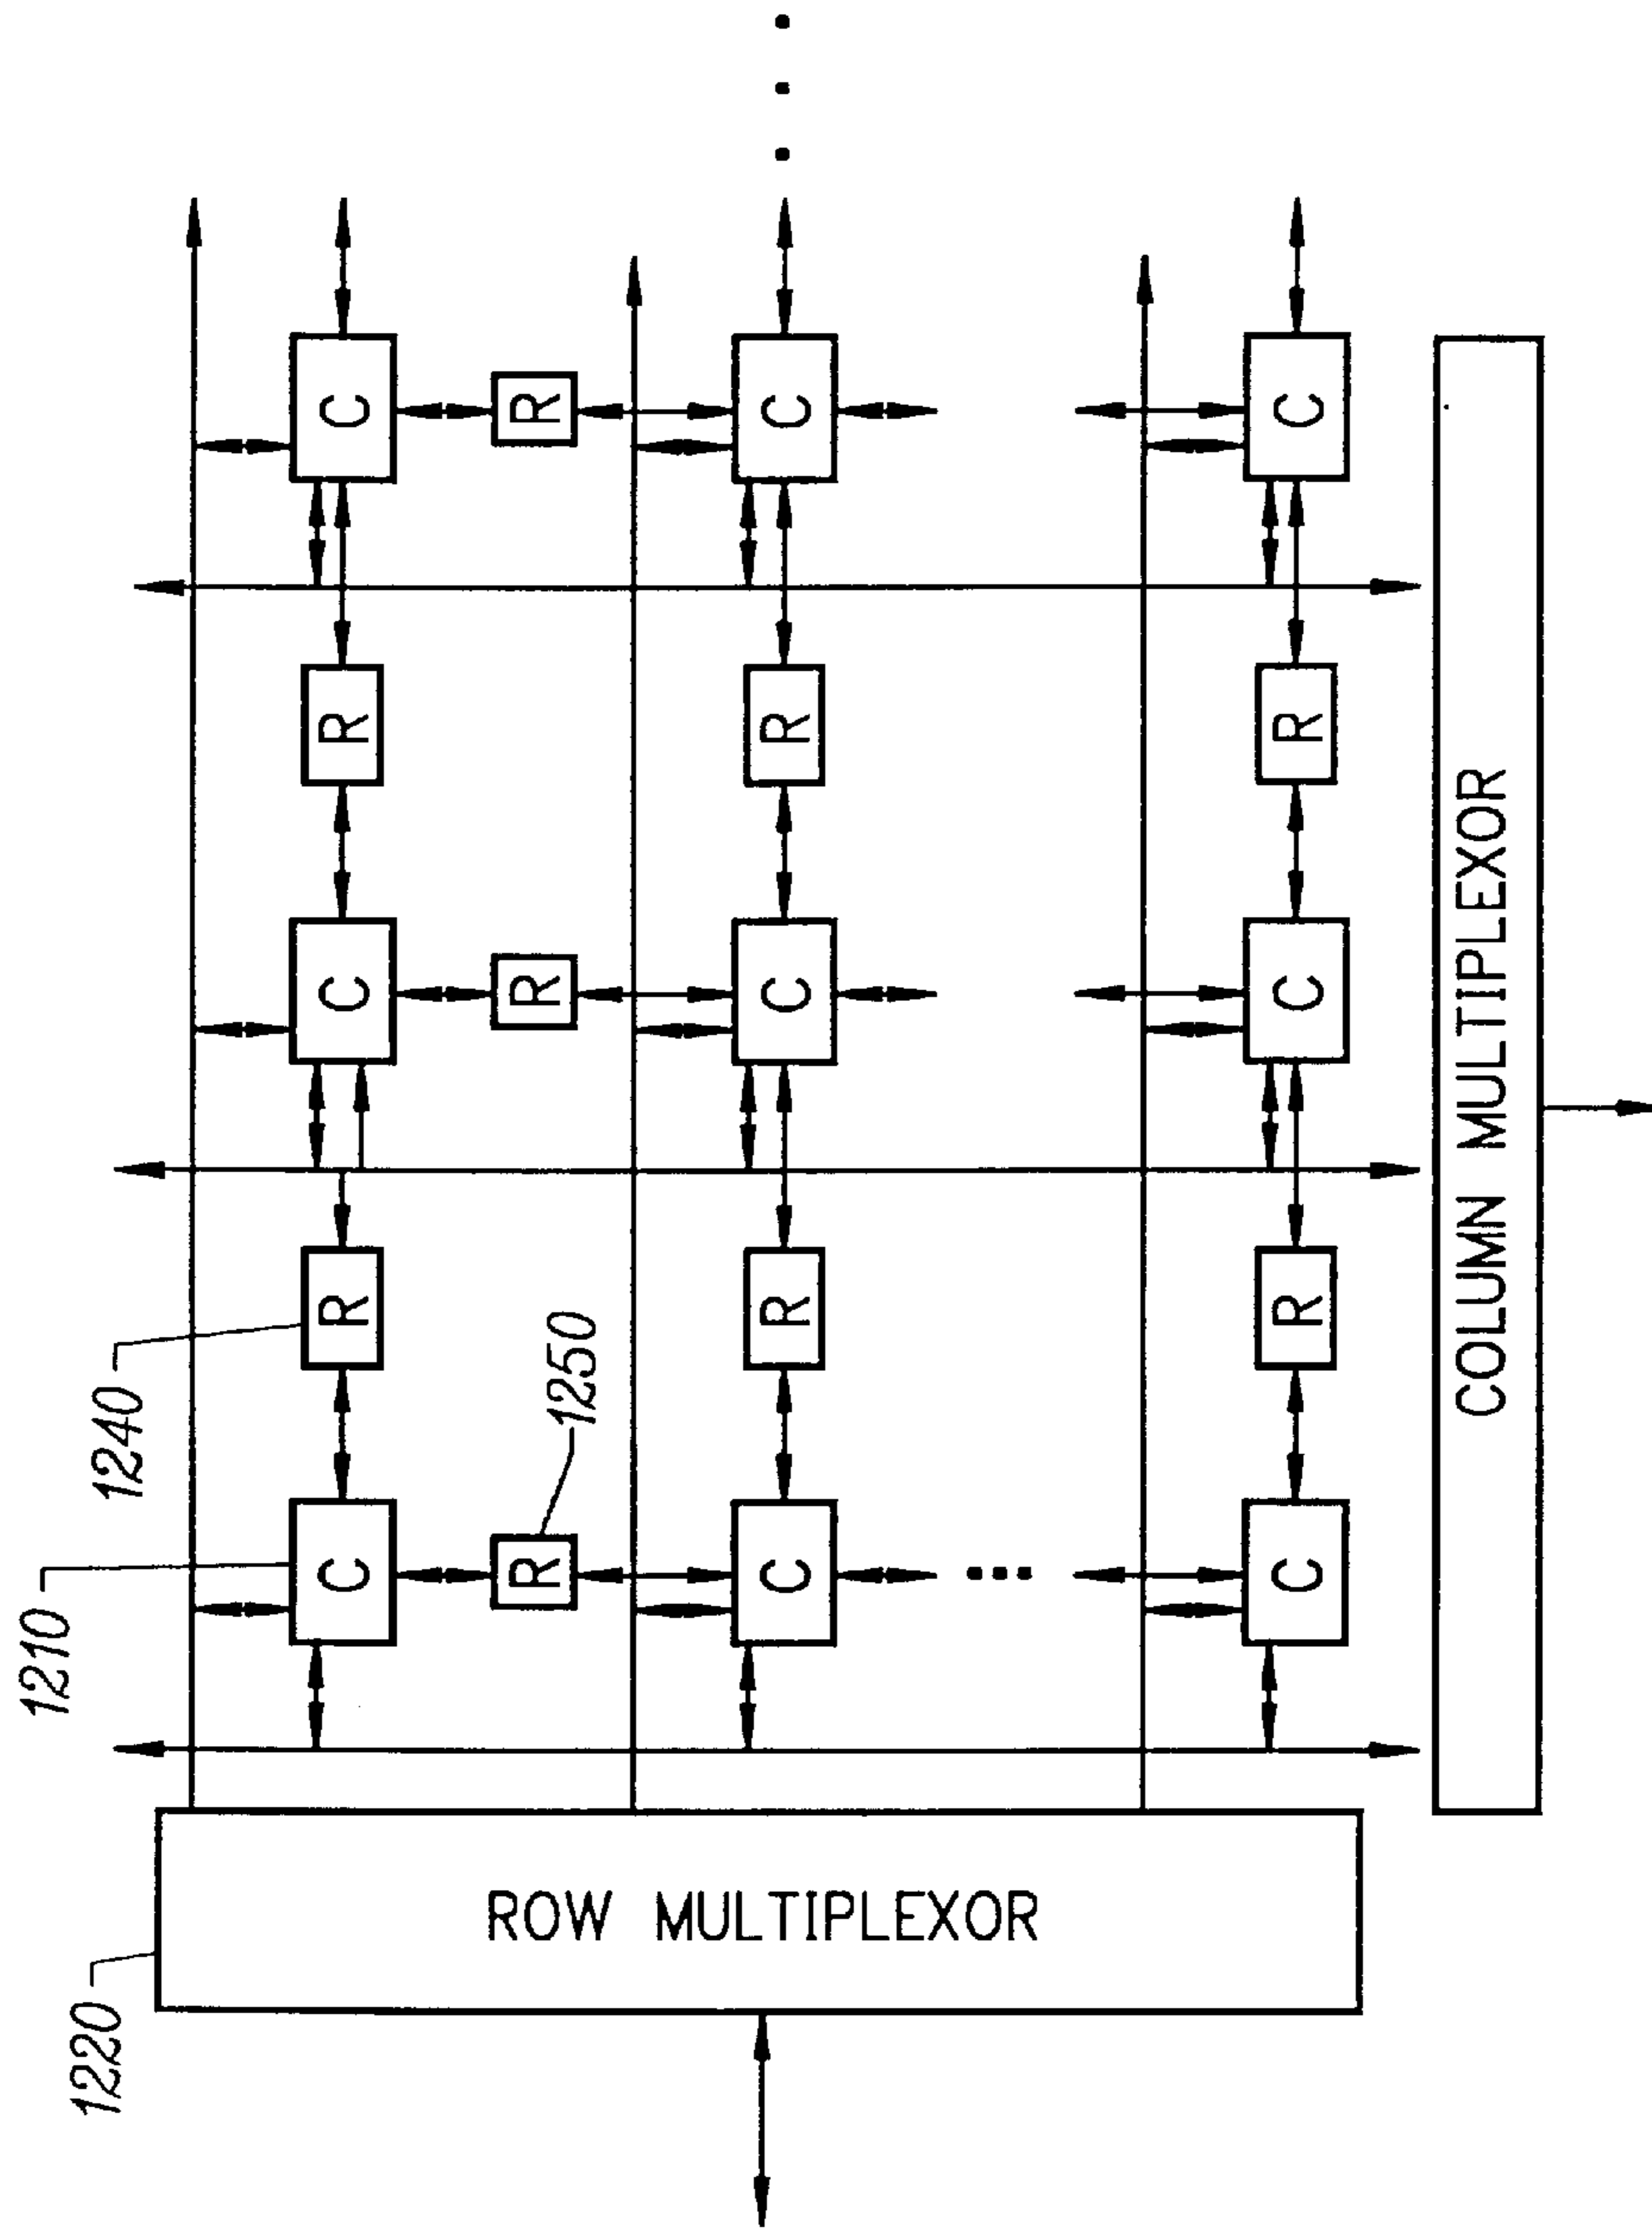 1210
1220
1240
C R C R C
R R R
1250
ROW MULTIPLEXOR
C R C R C
C R C R C
COLUMN MULTIPLEXOR